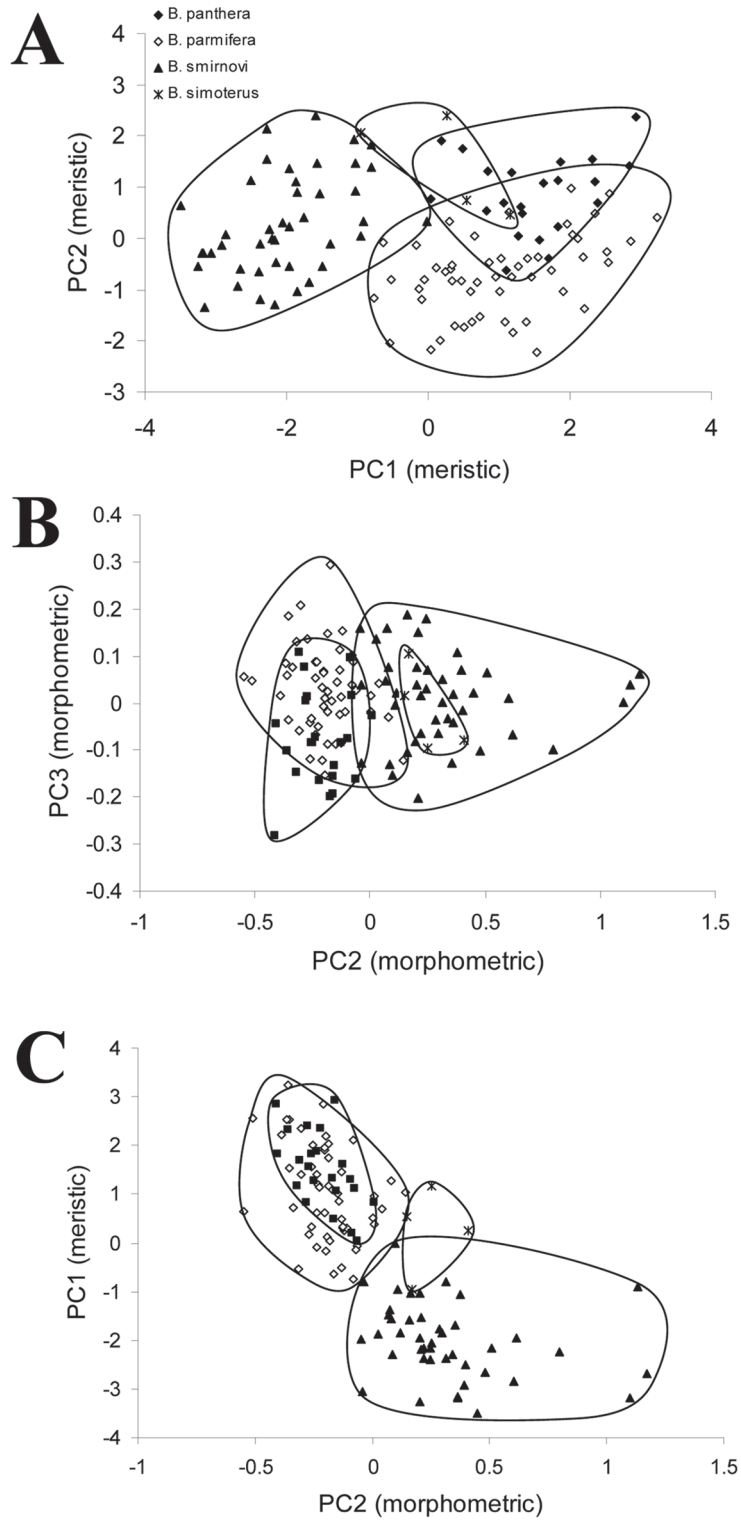 A
B. panthera
B. parmifera
B. smirnovi
B. simoterus
4
3
2
1
0
-1
-2
-3
PC2 (meristic)
-4 -2 0 2 4
PC1 (meristic)
B
0.4
0.3
0.2
0.1
0
-0.1
-0.2
-0.3
-0.4
PC3 (morphometric)
-1 -0.5 0 0.5 1 1.5
PC2 (morphometric)
C
4
3
2
1
0
-1
-2
-3
-4
PC1 (meristic)
-1 -0.5 0 0.5 1 1.5
PC2 (morphometric)